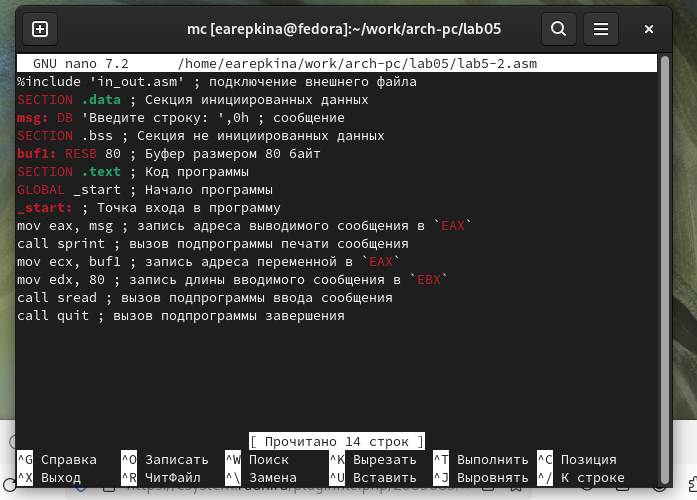 mc [earepkina@fedora]:~/work/arch-pc/lab05
GNU nano 7.2 /home/earepkina/work/arch-pc/lab05/lab5-2.asm
%include 'in_out.asm' ; подключение внешнего файла
SECTION .data ; Секция инициированных данных
msg: DB 'Введите строку: ',0h ; сообщение
SECTION .bss ; Секция не инициированных данных
buf1: RESB 80 ; Буфер размером 80 байт
SECTION .text ; Код программы
GLOBAL _start ; Начало программы
_start: ; Точка входа в программу
mov eax, msg ; запись адреса выводимого сообщения в `EAX`
call sprint ; вызов подпрограммы печати сообщения
mov ecx, buf1 ; запись адреса переменной в `EAX`
mov edx, 80 ; запись длины вводимого сообщения в `EBX`
call sread ; вызов подпрограммы ввода сообщения
call quit ; вызов подпрограммы завершения
[ Прочитано 14 строк ]
^G Справка ^O Записать ^W Поиск ^K Вырезать ^T Выполнить ^C Позиция
^X Выход ^R ЧитФайл ^\ Замена ^U Вставить ^J Выровнять ^/ К строке